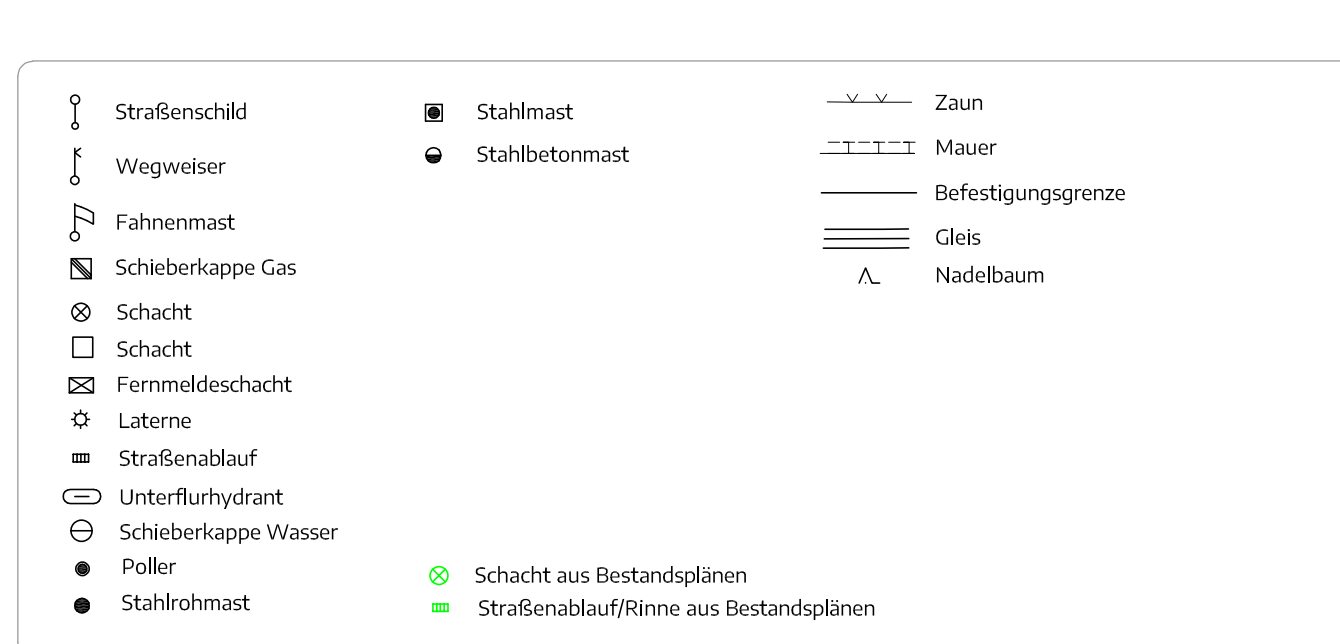 Straßenschild
Wegweiser
Fahnenmast
Schieberkappe Gas
Schacht
Schacht
Fernmeldeschacht
Laterne
Straßenablauf
Unterflurhydrant
Schieberkappe Wasser
Poller
Stahlrohmast
Stahlmast
Stahlbetonmast
Schacht aus Bestandsplänen
Straßenablauf/Rinne aus Bestandsplänen
Zaun
Mauer
Befestigungsgrenze
Gleis
Nadelbaum